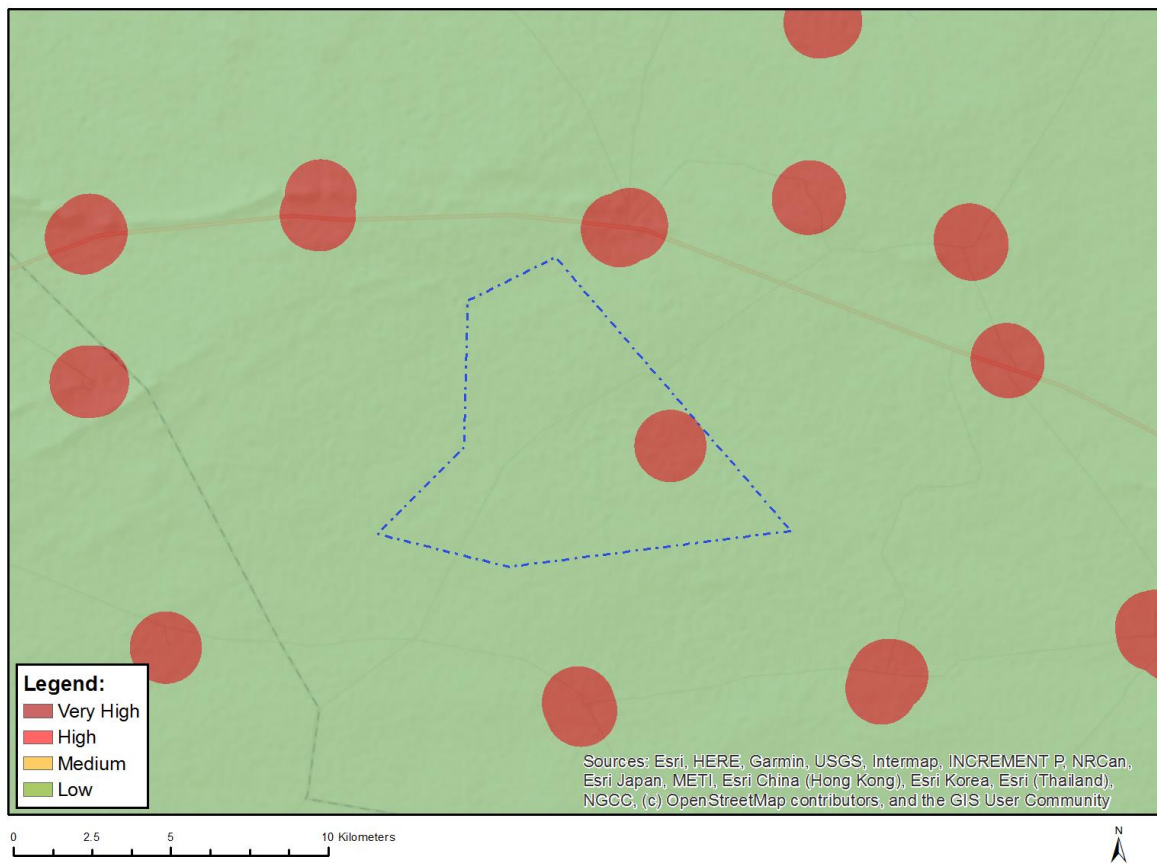 Legend:
Very High
High
Medium
Low
Sources: Esri, HERE, Garmin, USGS, Intermap, INCREMENT P, NRCan,
Esri Japan, METI, Esri China (Hong Kong), Esri Korea, Esri (Thailand),
NGCC, (c) OpenStreetMap contributors, and the GIS User Community
0 2.5 5 10 Kilometers
N